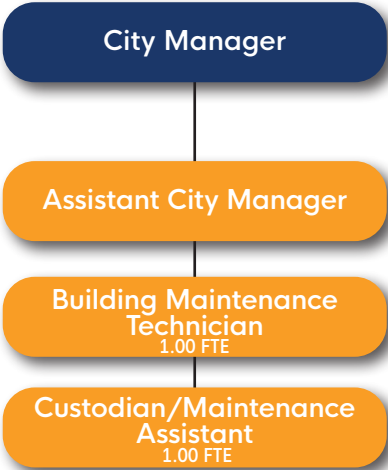 City Manager
Assistant City Manager
Building Maintenance
Technician
1.00 FTE
Custodian/Maintenance
Assistant
1.00 FTE